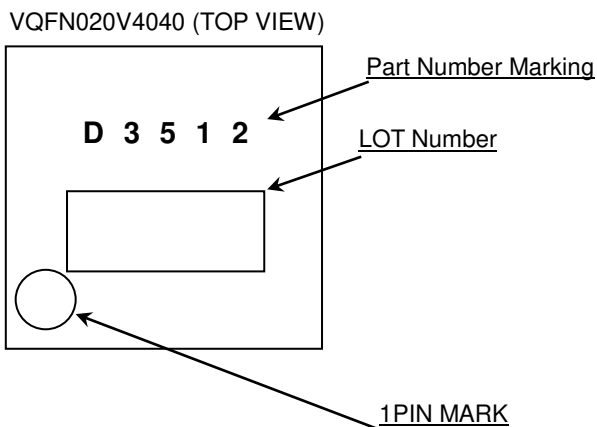 VQFN020V4040 (TOP VIEW)
Part Number Marking
D 3 5 1 2
LOT Number
1PIN MARK